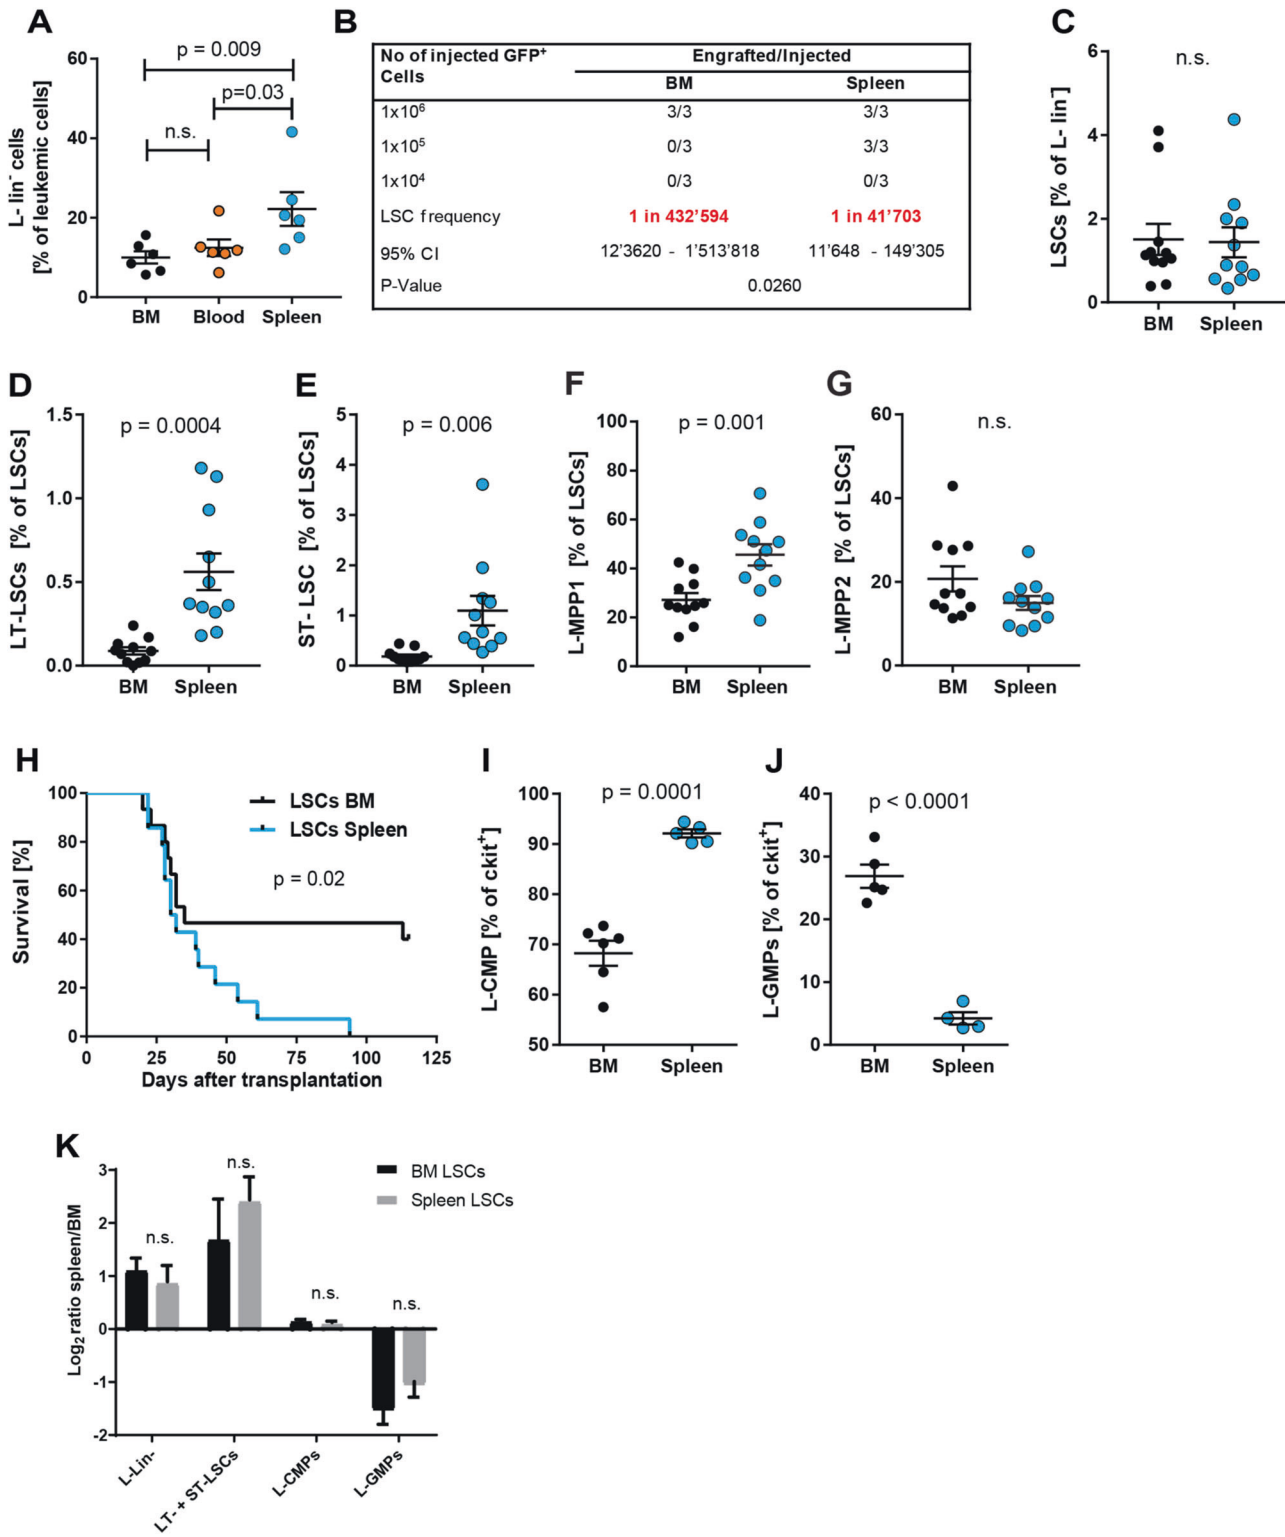 A
L- lin⁻ cells
[% of leukemic cells]
60
40
20
0
p = 0.009
p=0.03
n.s.
BM Blood Spleen
B
No of injected GFP⁺ Cells
Engrafted/Injected
BM Spleen
1x10⁶ 3/3 3/3
1x10⁵ 0/3 3/3
1x10⁴ 0/3 0/3
LSC frequency 1 in 432'594 1 in 41'703
95% CI 12'3620 - 1'513'818 11'648 - 149'305
P-Value 0.0260
C
LSCs [% of L- lin⁻]
6
4
2
0
n.s.
BM Spleen
D
LT-LSCs [% of LSCs]
1.5
1.0
0.5
0.0
p = 0.0004
BM Spleen
E
ST- LSC [% of LSCs]
5
4
3
2
1
0
p = 0.006
BM Spleen
F
L-MPP1 [% of LSCs]
100
80
60
40
20
0
p = 0.001
BM Spleen
G
L-MPP2 [% of LSCs]
60
40
20
0
n.s.
BM Spleen
H
Survival [%]
100
80
60
40
20
0
LSCs BM
LSCs Spleen
p = 0.02
0 25 50 75 100 125
Days after transplantation
I
L-CMP [% of ckit⁺]
100
90
80
70
60
50
p = 0.0001
BM Spleen
J
L-GMPs [% of ckit⁺]
40
30
20
10
0
p < 0.0001
BM Spleen
K
Log₂ ratio spleen/BM
3
2
1
0
-1
-2
n.s.
n.s.
n.s.
n.s.
BM LSCs
Spleen LSCs
L-Lin-
LT- + ST-LSCs
L-CMPs
L-GMPs